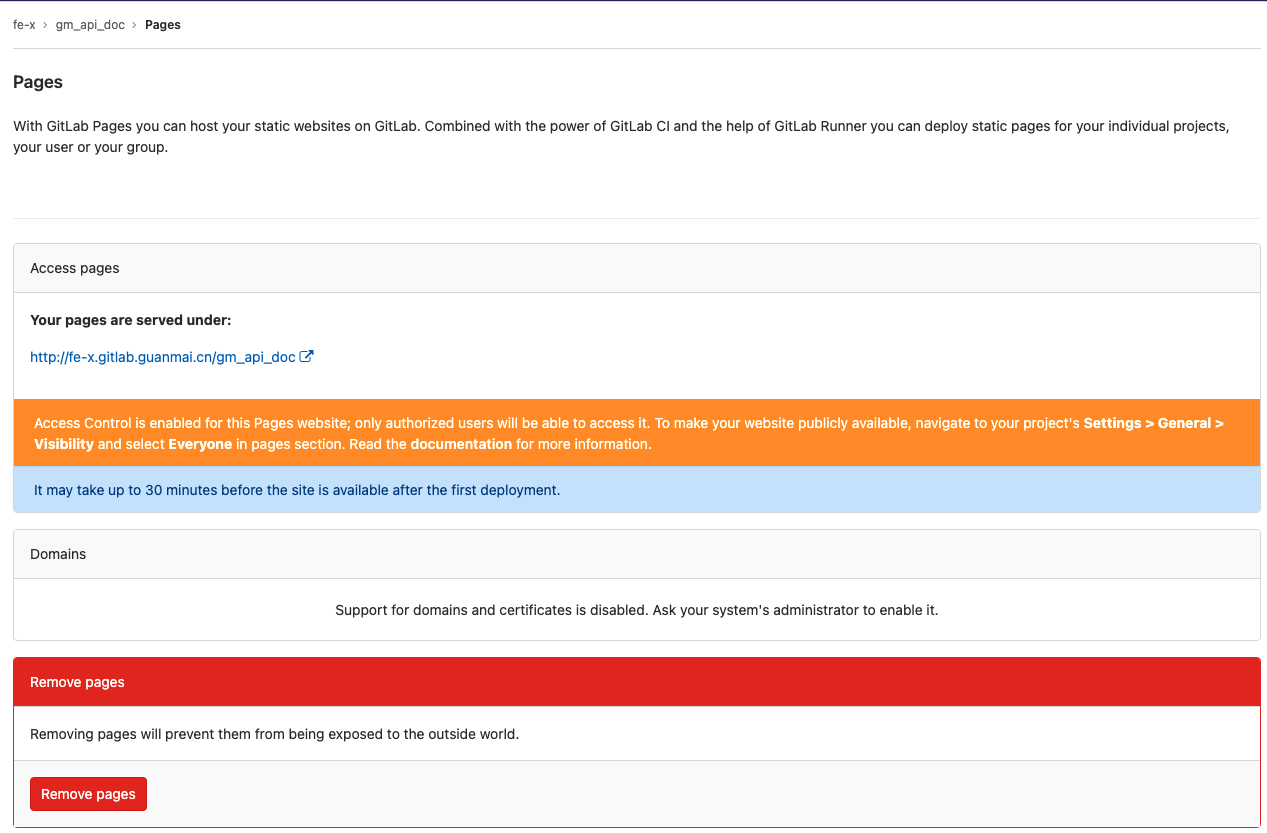 fe-x › gm_api_doc › Pages
Pages
With GitLab Pages you can host your static websites on GitLab. Combined with the power of GitLab CI and the help of GitLab Runner you can deploy static pages for your individual projects,
your user or your group.
Access pages
Your pages are served under:
http://fe-x.gitlab.guanmai.cn/gm_api_doc
Access Control is enabled for this Pages website; only authorized users will be able to access it. To make your website publicly available, navigate to your project's Settings > General >
Visibility and select Everyone in pages section. Read the documentation for more information.
It may take up to 30 minutes before the site is available after the first deployment.
Domains
Support for domains and certificates is disabled. Ask your system's administrator to enable it.
Remove pages
Removing pages will prevent them from being exposed to the outside world.
Remove pages